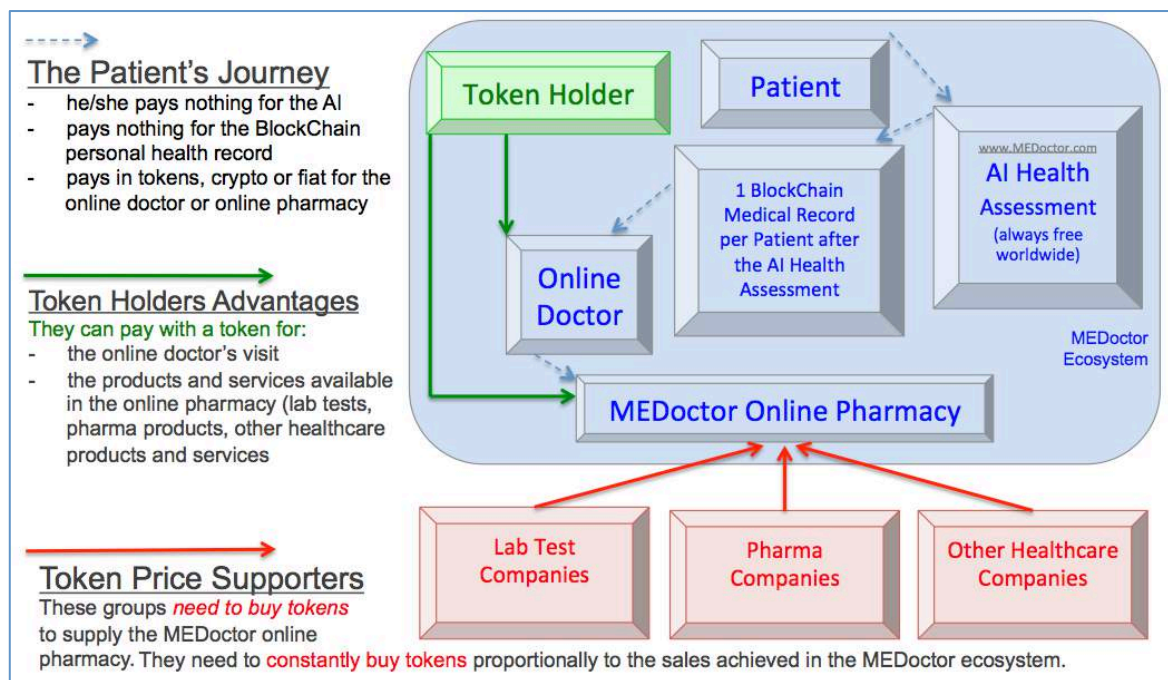 The Patient's Journey
- he/she pays nothing for the AI
- pays nothing for the BlockChain
personal health record
- pays in tokens, crypto or fiat for the
online doctor or online pharmacy
Token Holders Advantages
They can pay with a token for:
- the online doctor's visit
- the products and services available
in the online pharmacy (lab tests,
pharma products, other healthcare
products and services
Token Price Supporters
These groups need to buy tokens
to supply the MEDoctor online
pharmacy. They need to constantly buy tokens proportionally to the sales achieved in the MEDoctor ecosystem.
Token Holder
Patient
www.MEDoctor.com
AI Health
Assessment
(always free
worldwide)
1 BlockChain
Medical Record
per Patient after
the AI Health
Assessment
Online
Doctor
MEDoctor
Ecosystem
MEDoctor Online Pharmacy
Lab Test
Companies
Pharma
Companies
Other Healthcare
Companies